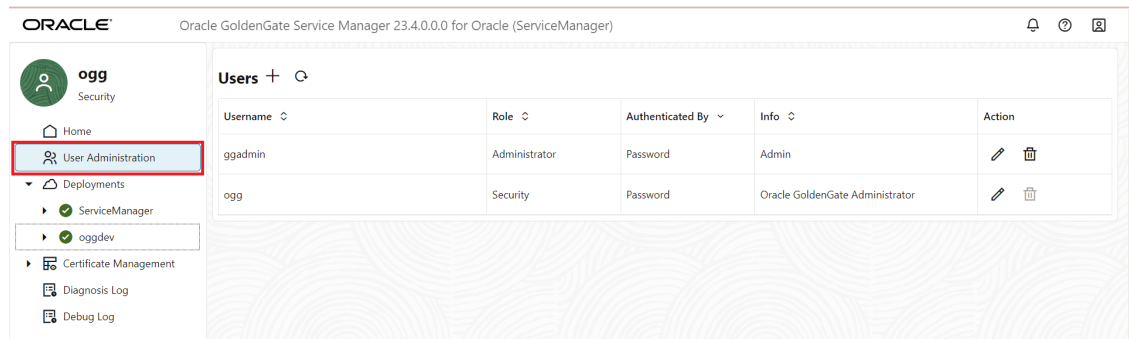 ORACLE
Oracle GoldenGate Service Manager 23.4.0.0.0 for Oracle (ServiceManager)
ogg
Security
Home
User Administration
Deployments
ServiceManager
oggdev
Certificate Management
Diagnosis Log
Debug Log
Users
Username Role Authenticated By Info Action
ggadmin Administrator Password Admin
ogg Security Password Oracle GoldenGate Administrator